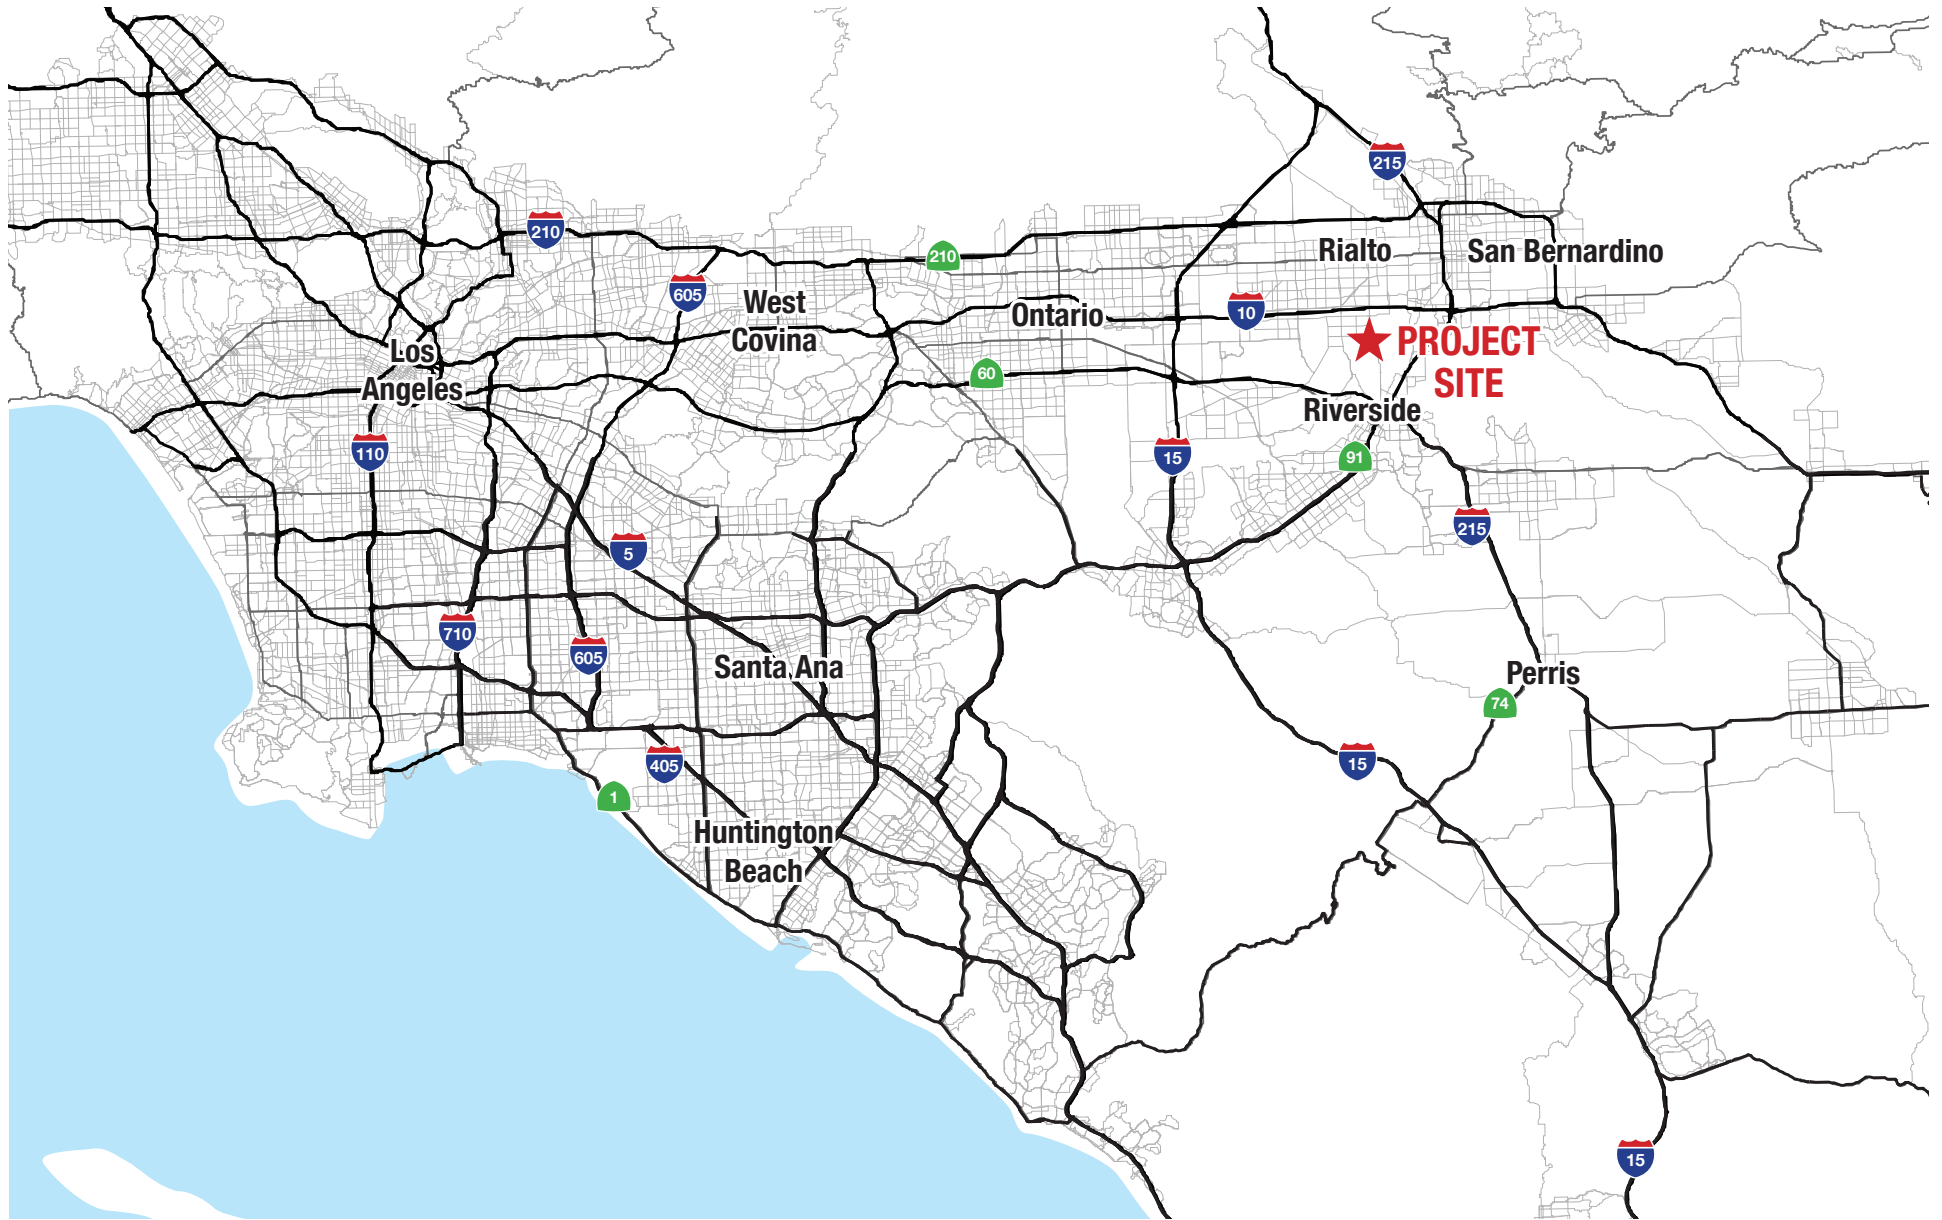 215
210
210
605
Rialto
San Bernardino
West
Covina
Ontario
10
PROJECT
SITE
Los
Angeles
60
Riverside
110
15
91
5
215
710
605
Santa Ana
Perris
74
405
15
1
Huntington
Beach
15